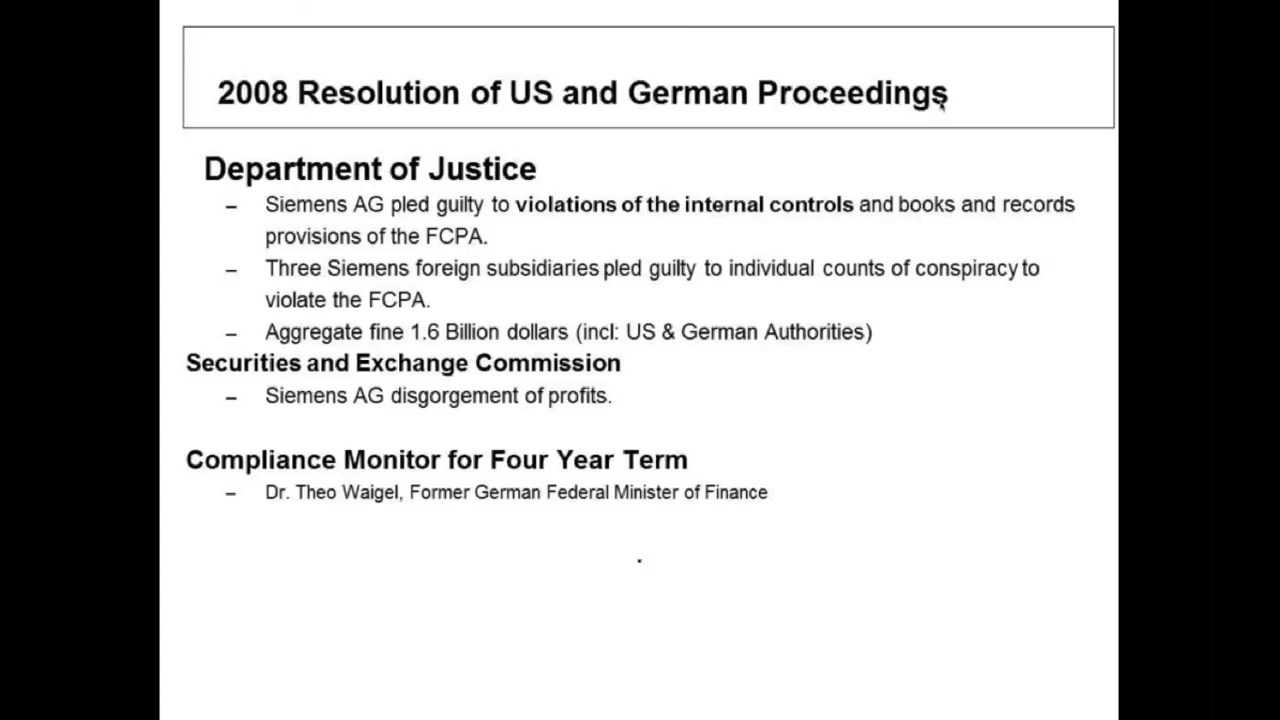 2008 Resolution of US and German Proceedings
Department of Justice
– Siemens AG pled guilty to violations of the internal controls and books and records
provisions of the FCPA.
– Three Siemens foreign subsidiaries pled guilty to individual counts of conspiracy to
violate the FCPA.
– Aggregate fine 1.6 Billion dollars (incl: US & German Authorities)
Securities and Exchange Commission
– Siemens AG disgorgement of profits.
Compliance Monitor for Four Year Term
– Dr. Theo Waigel, Former German Federal Minister of Finance
.